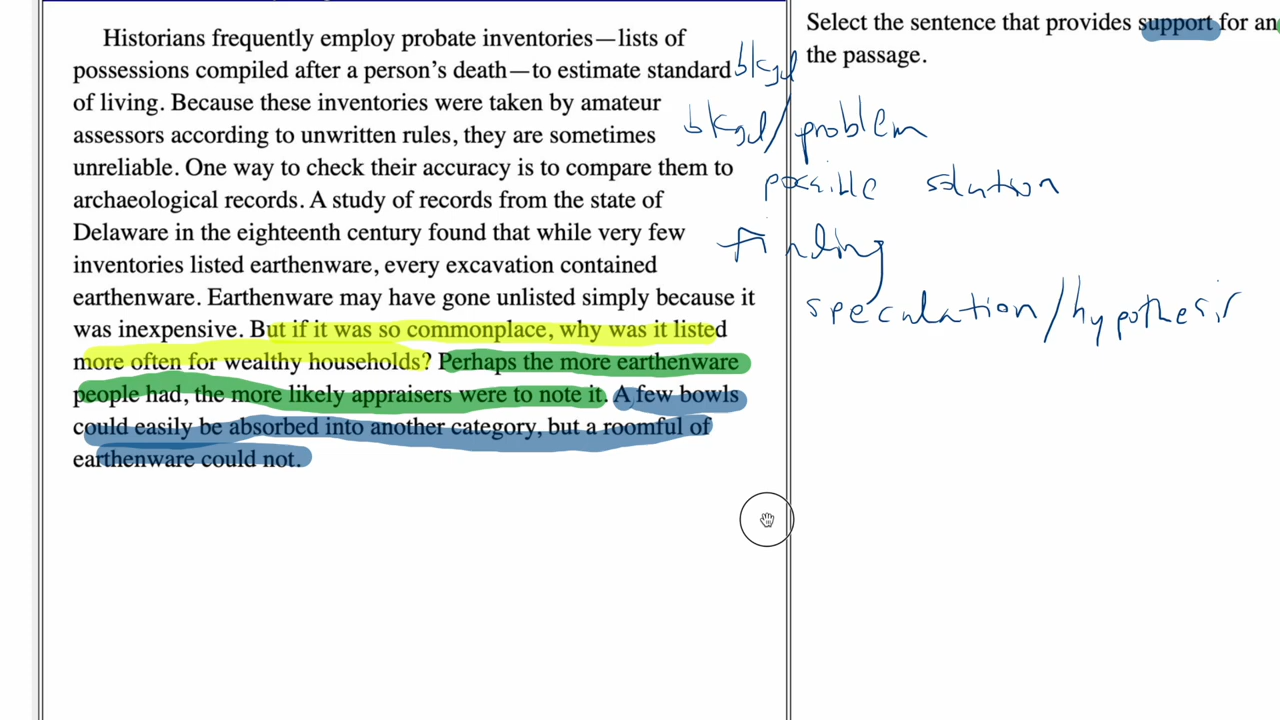 Historians frequently employ probate inventories—lists of
possessions compiled after a person's death—to estimate standard
of living. Because these inventories were taken by amateur
assessors according to unwritten rules, they are sometimes
unreliable. One way to check their accuracy is to compare them to
archaeological records. A study of records from the state of
Delaware in the eighteenth century found that while very few
inventories listed earthenware, every excavation contained
earthenware. Earthenware may have gone unlisted simply because it
was inexpensive. But if it was so commonplace, why was it listed
more often for wealthy households? Perhaps the more earthenware
people had, the more likely appraisers were to note it. A few bowls
could easily be absorbed into another category, but a roomful of
earthenware could not.
Select the sentence that provides support for an
the passage.
bkgd
bkgd/problem
possible solution
finding
speculation/hypothesis